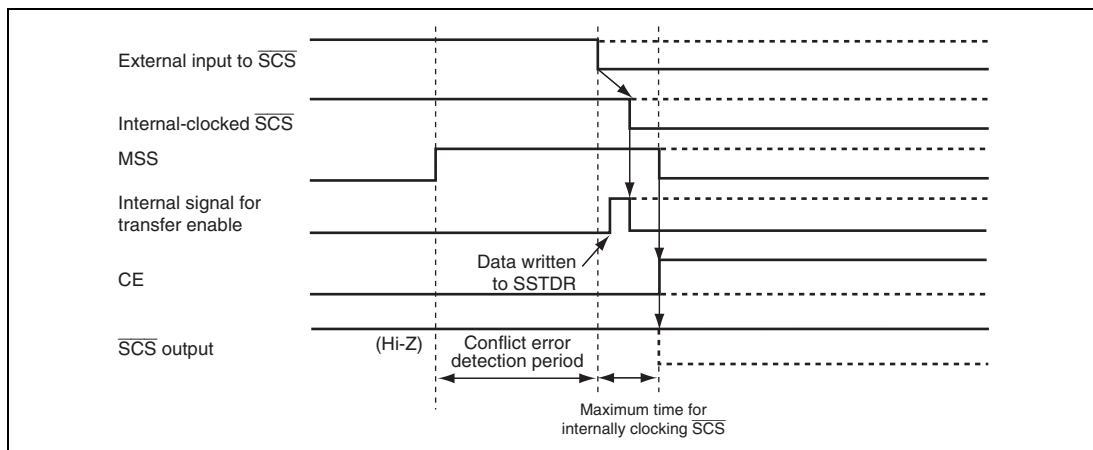 External input to SCS
Internal-clocked SCS
MSS
Internal signal for
transfer enable
Data written
to SSTDR
CE
SCS output
(Hi-Z)
Conflict error
detection period
Maximum time for
internally clocking SCS